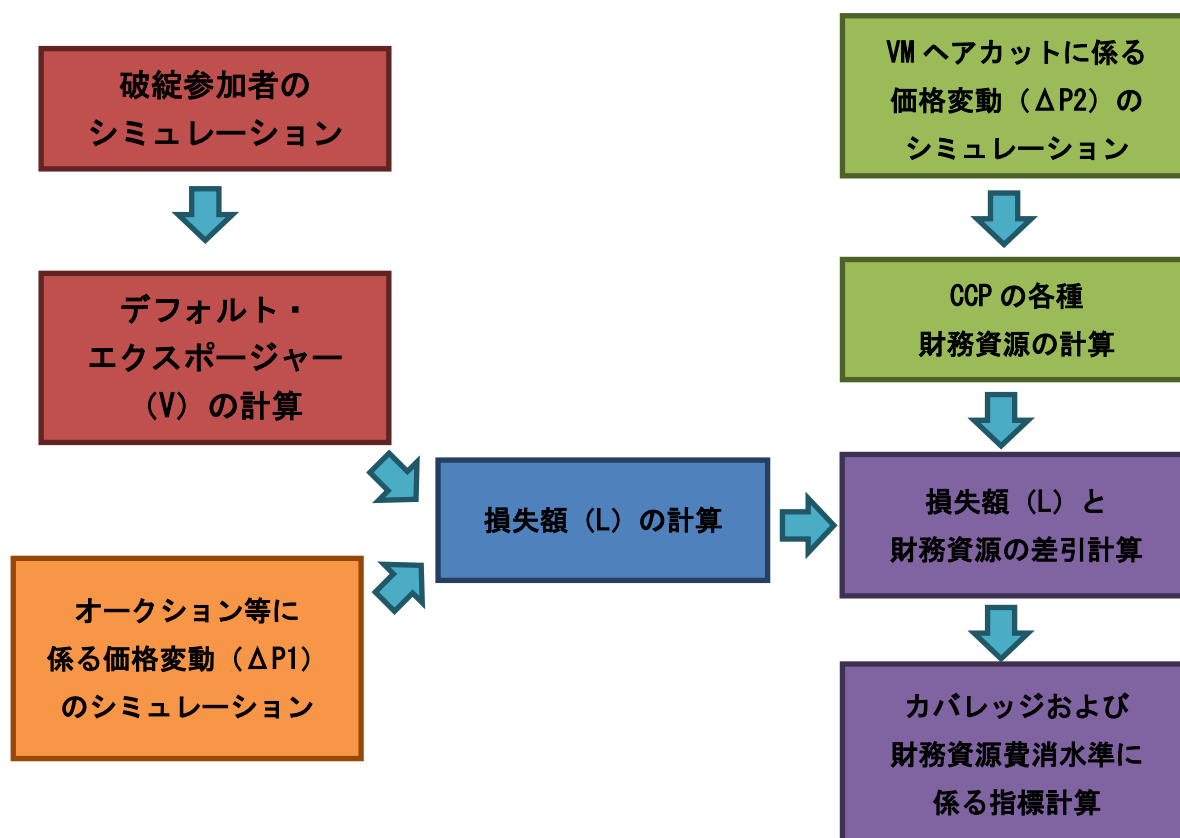 破綻参加者の
シミュレーション
デフォルト・
エクスポージャー
（V）の計算
オークション等に
係る価格変動（ΔP1）
のシミュレーション
損失額（L）の計算
VM ヘアカットに係る
価格変動（ΔP2）の
シミュレーション
CCP の各種
財務資源の計算
損失額（L）と
財務資源の差引計算
カバレッジおよび
財務資源費消水準に
係る指標計算